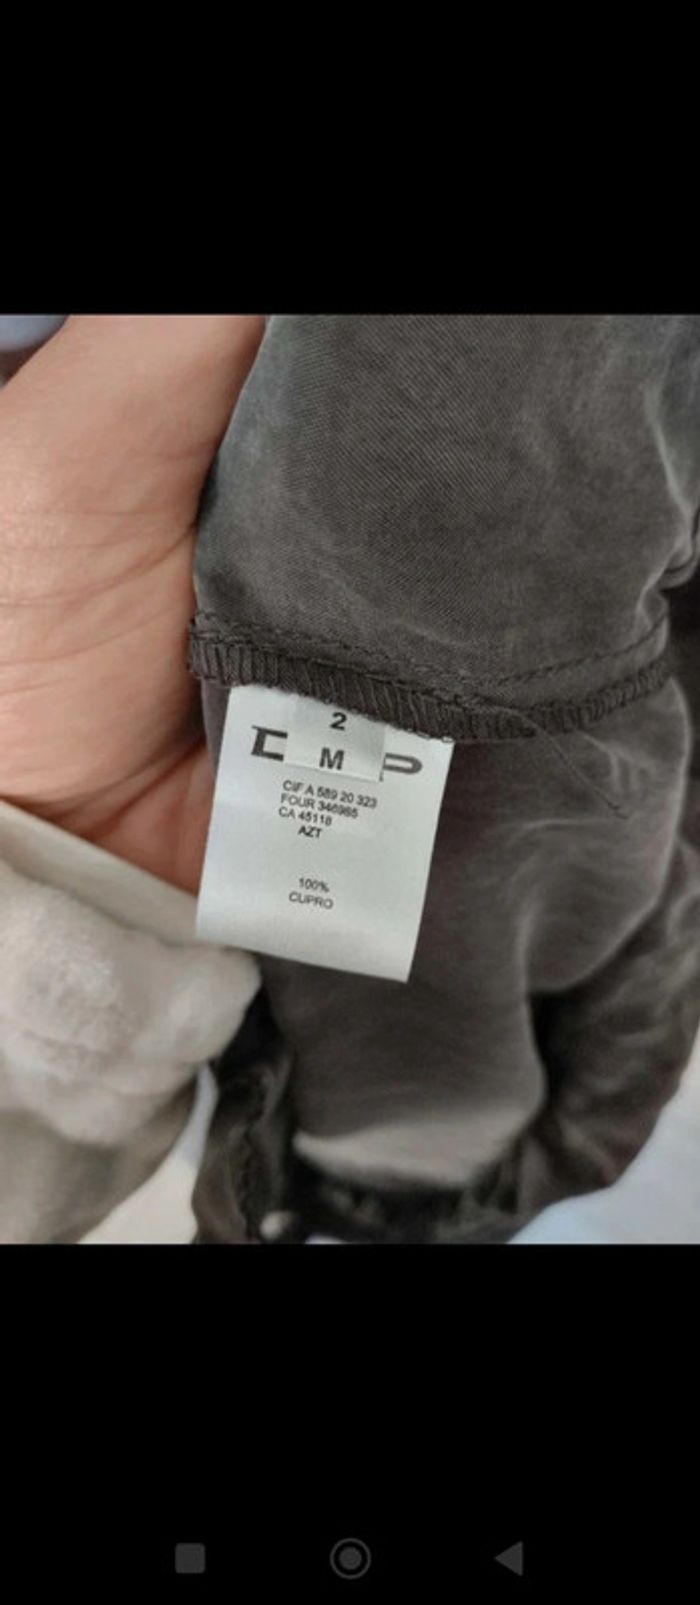 2
M
CIF A 589 20 323
FOUR 346965
CA 45118
AZT
100%
CUPRO